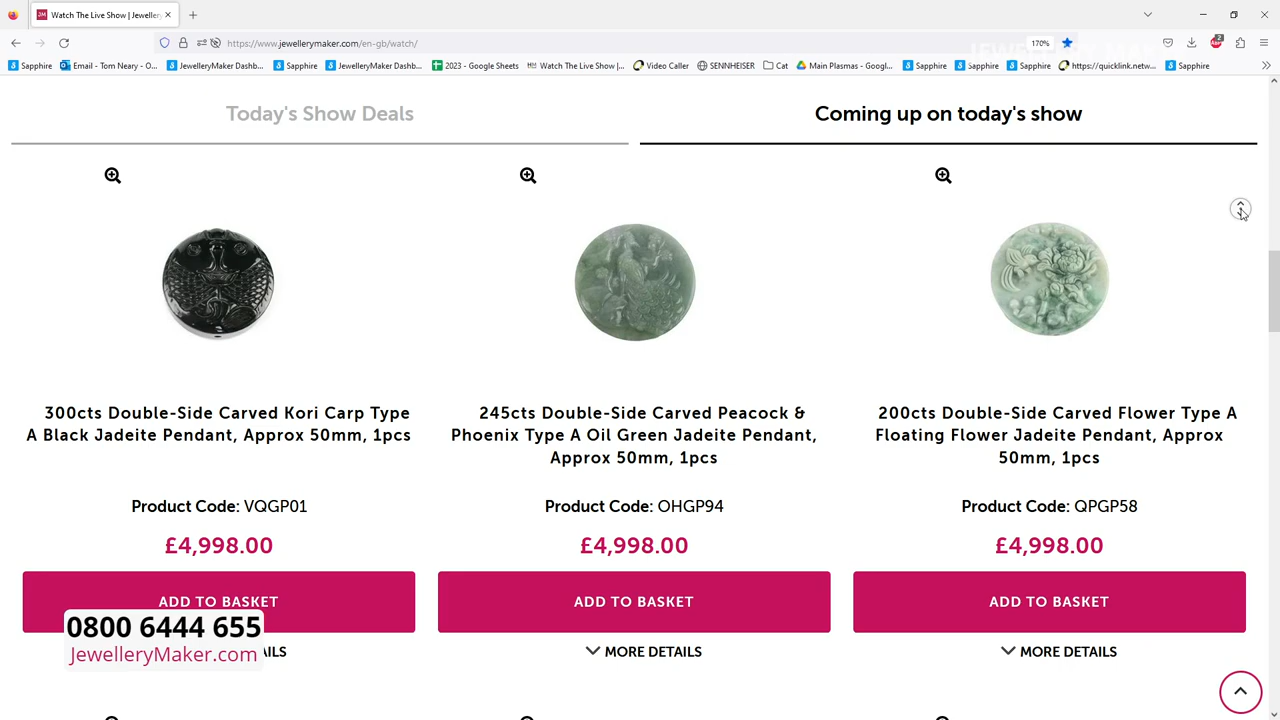 Watch The Live Show | Jewellery
https://www.jewellerymaker.com/en-gb/watch/
170%
2
Sapphire
Email - Tom Neary - O...
JewelleryMaker Dashb...
Sapphire
JewelleryMaker Dashb...
2023 - Google Sheets
Watch The Live Show |...
Video Caller
SENNHEISER
Cat
Main Plasmas - Googl...
Sapphire
Sapphire
Sapphire
https://quicklink.netw...
Sapphire
Today's Show Deals
Coming up on today's show
300cts Double-Side Carved Kori Carp Type
A Black Jadeite Pendant, Approx 50mm, 1pcs
Product Code: VQGP01
£4,998.00
ADD TO BASKET
245cts Double-Side Carved Peacock &
Phoenix Type A Oil Green Jadeite Pendant,
Approx 50mm, 1pcs
Product Code: OHGP94
£4,998.00
ADD TO BASKET
MORE DETAILS
200cts Double-Side Carved Flower Type A
Floating Flower Jadeite Pendant, Approx
50mm, 1pcs
Product Code: QPGP58
£4,998.00
ADD TO BASKET
MORE DETAILS
0800 6444 655
JewelleryMaker.com